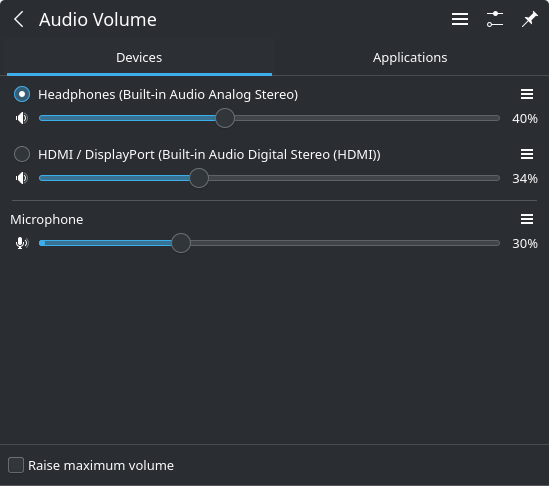 Audio Volume
Devices
Applications
Headphones (Built-in Audio Analog Stereo)
40%
HDMI / DisplayPort (Built-in Audio Digital Stereo (HDMI))
34%
Microphone
30%
Raise maximum volume